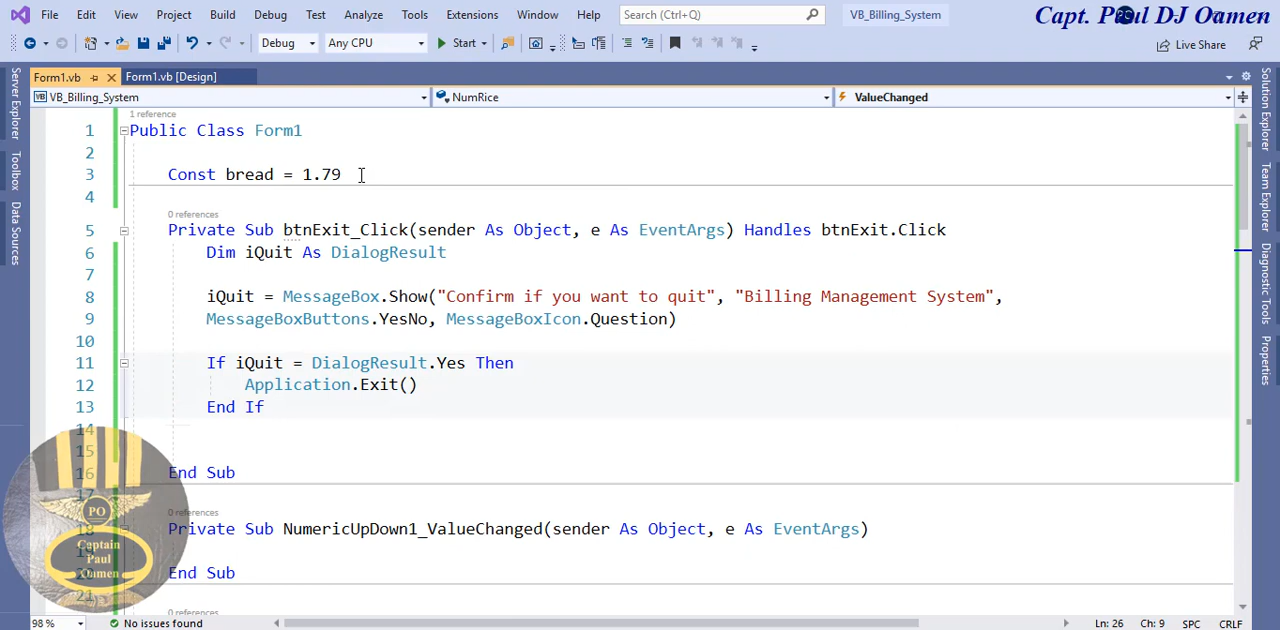 File Edit View Project Build Debug Test Analyze Tools Extensions Window Help Search (Ctrl+Q) VB_Billing_System
Capt. Paul DJ Oamen
Debug Any CPU Start Live Share
Form1.vb Form1.vb [Design]
VB_Billing_System NumRice ValueChanged
Server Explorer
Toolbox
Data Sources
Solution Explorer
Team Explorer
Diagnostic Tools
Properties
1 reference
1 Public Class Form1
2
3 Const bread = 1.79
4
0 references
5 Private Sub btnExit_Click(sender As Object, e As EventArgs) Handles btnExit.Click
6 Dim iQuit As DialogResult
7
8 iQuit = MessageBox.Show("Confirm if you want to quit", "Billing Management System",
9 MessageBoxButtons.YesNo, MessageBoxIcon.Question)
10
11 If iQuit = DialogResult.Yes Then
12 Application.Exit()
13 End If
14
15
16 End Sub
17
0 references
18 Private Sub NumericUpDown1_ValueChanged(sender As Object, e As EventArgs)
19
20 End Sub
21
0 references
PO
Captain
Paul
Oamen
98 % No issues found Ln: 26 Ch: 9 SPC CRLF